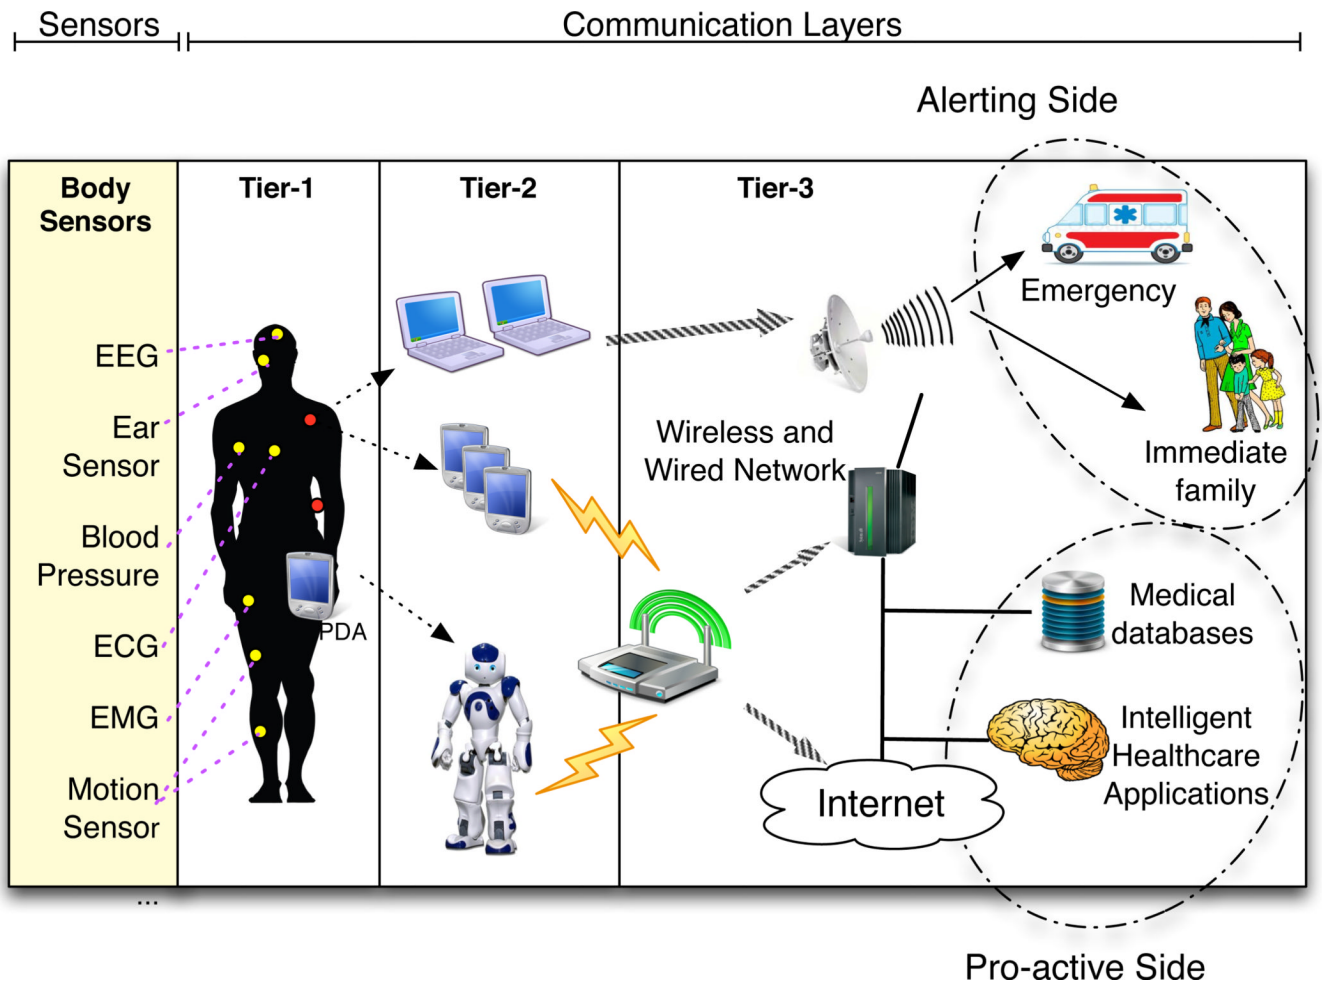 Sensors
Communication Layers
Alerting Side
Body
Sensors
Tier-1
Tier-2
Tier-3
EEG
Ear
Sensor
Blood
Pressure
ECG
EMG
Motion
Sensor
...
PDA
Wireless and
Wired Network
Emergency
Immediate
family
Medical
databases
Intelligent
Healthcare
Applications
Internet
Pro-active Side